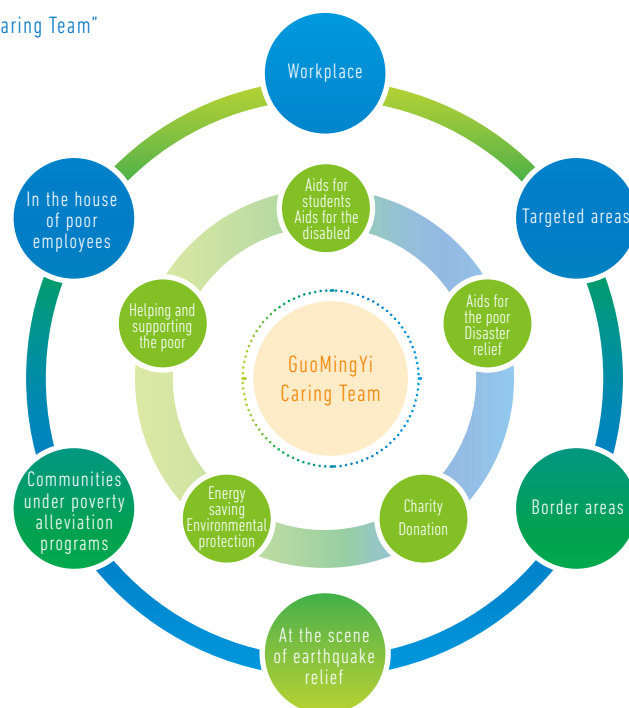 aring Team"
Workplace
In the house
of poor
employees
Aids for
students
Aids for the
disabled
Targeted areas
Helping and
supporting
the poor
Aids for
the poor
Disaster
relief
GuoMingYi
Caring Team
Communities
under poverty
alleviation
programs
Energy
saving
Environmental
protection
Charity
Donation
Border areas
At the scene
of earthquake
relief